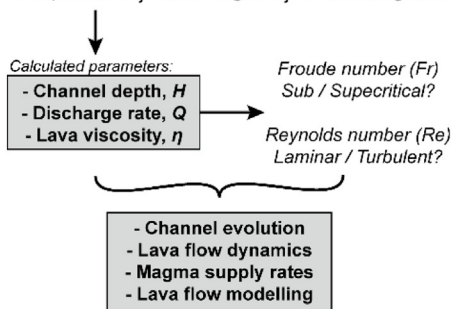 Calculated parameters:
- Channel depth, H
- Discharge rate, Q
- Lava viscosity, η
Froude number (Fr)
Sub / Supecritical?
Reynolds number (Re)
Laminar / Turbulent?
- Channel evolution
- Lava flow dynamics
- Magma supply rates
- Lava flow modelling